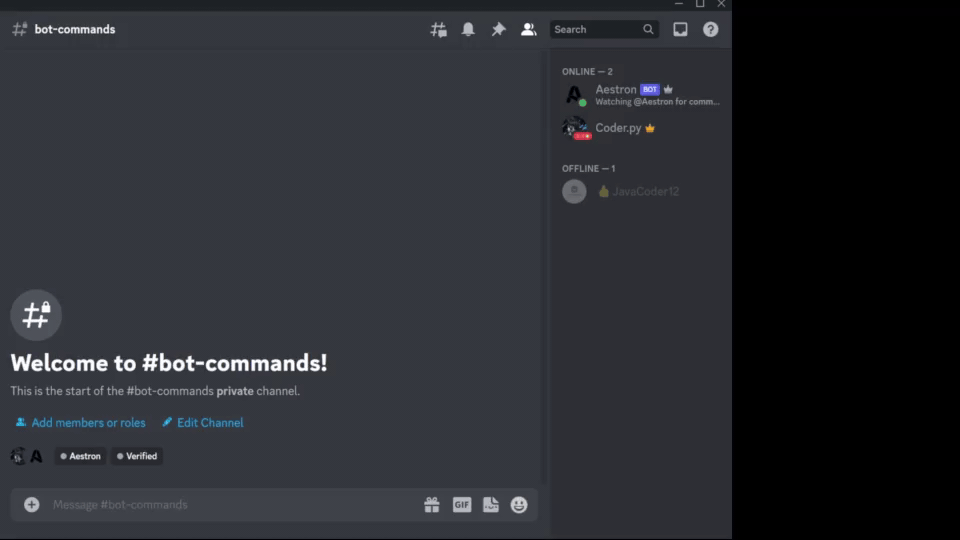 bot-commands
Search
ONLINE — 2
Aestron BOT
Watching @Aestron for comm...
Coder.py
OFFLINE — 1
JavaCoder12
Welcome to #bot-commands!
This is the start of the #bot-commands private channel.
Add members or roles Edit Channel
Aestron Verified
Message #bot-commands
GIF